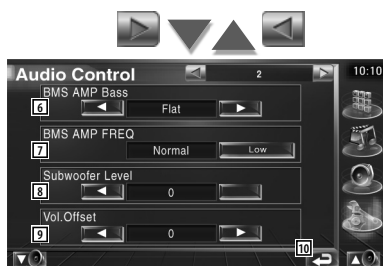 Audio Control
2
10:10
BMS AMP Bass
6
Flat
BMS AMP FREQ
7
Normal
Low
Subwoofer Level
8
0
Vol.Offset
9
0
10